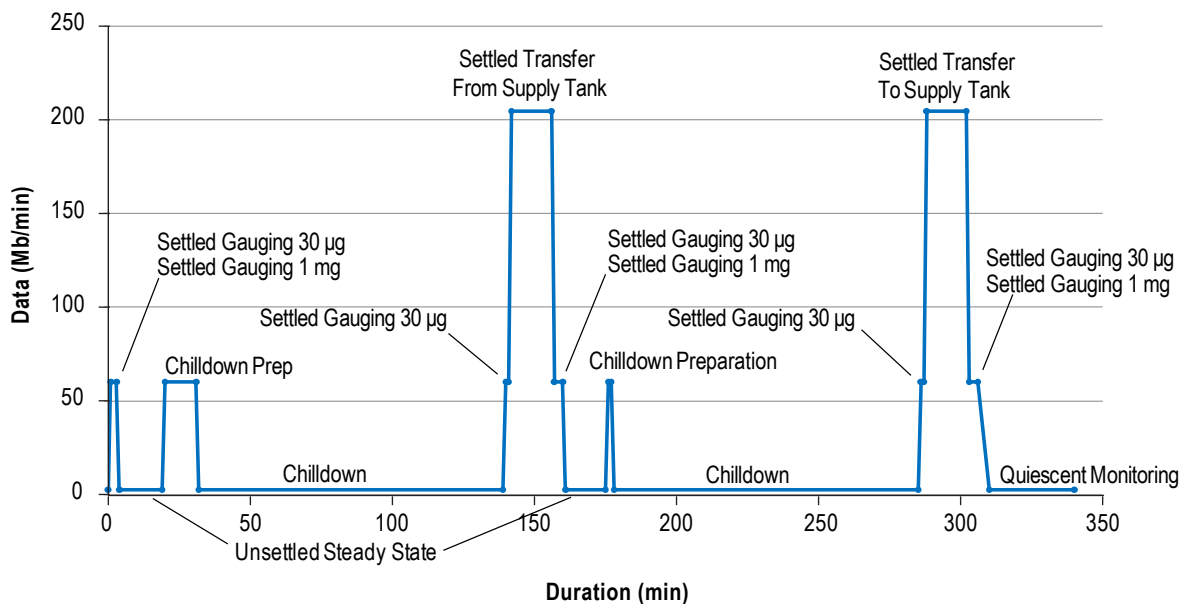 250
200
150
100
50
0
Data (Mb/min)
Settled Transfer
From Supply Tank
Settled Transfer
To Supply Tank
Settled Gauging 30 µg
Settled Gauging 1 mg
Settled Gauging 30 µg
Settled Gauging 1 mg
Settled Gauging 30 µg
Settled Gauging 1 mg
Settled Gauging 30 µg
Settled Gauging 30 µg
Chilldown Prep
Chilldown Preparation
Chilldown
Chilldown
Quiescent Monitoring
0 50 100 150 200 250 300 350
Unsettled Steady State
Duration (min)